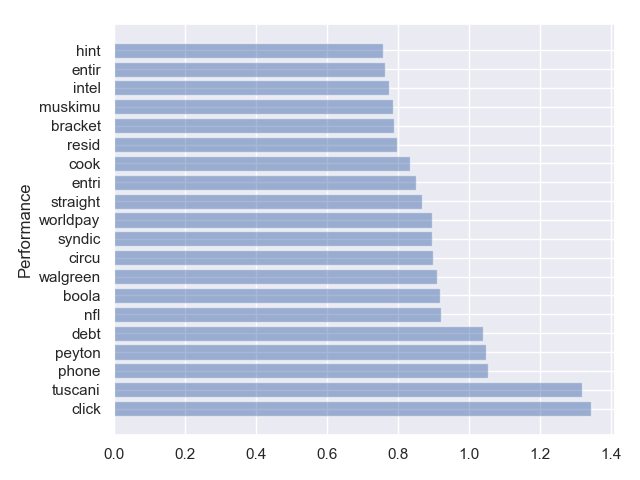 hint
entir
intel
muskimu
bracket
resid
cook
entri
straight
worldpay
syndic
circu
walgreen
boola
nfl
debt
peyton
phone
tuscani
click
Performance
0.0 0.2 0.4 0.6 0.8 1.0 1.2 1.4